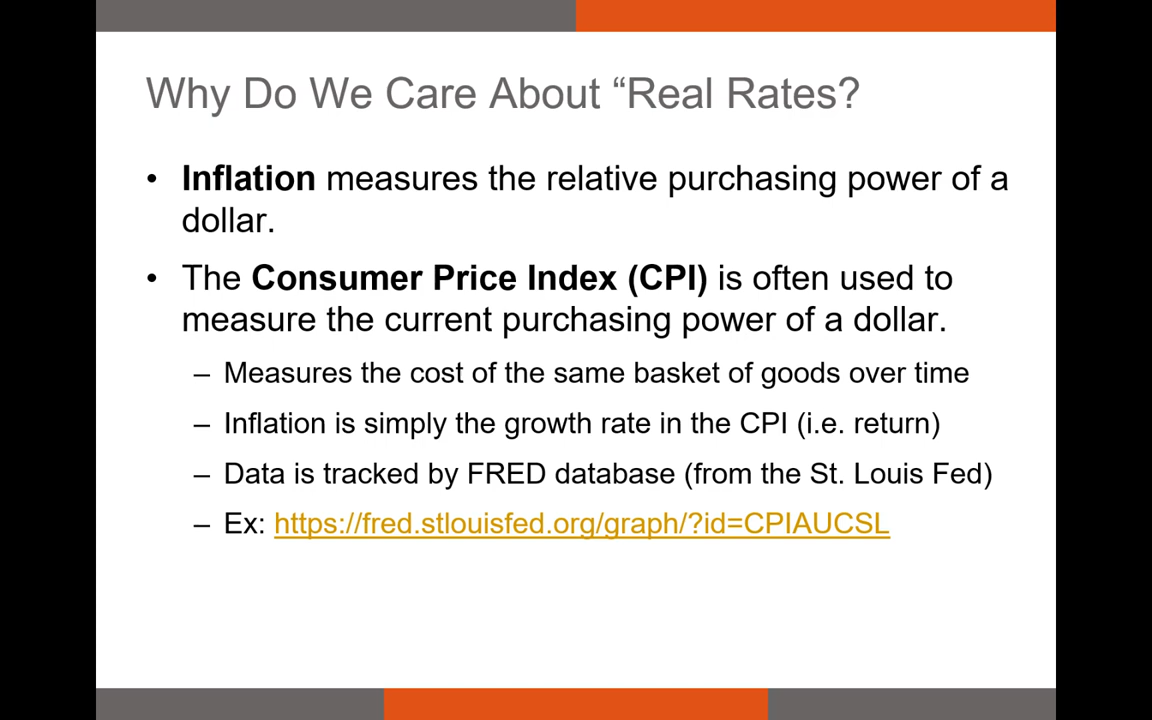 Why Do We Care About “Real Rates?
• Inflation measures the relative purchasing power of a
dollar.
• The Consumer Price Index (CPI) is often used to
measure the current purchasing power of a dollar.
– Measures the cost of the same basket of goods over time
– Inflation is simply the growth rate in the CPI (i.e. return)
– Data is tracked by FRED database (from the St. Louis Fed)
– Ex: https://fred.stlouisfed.org/graph/?id=CPIAUCSL